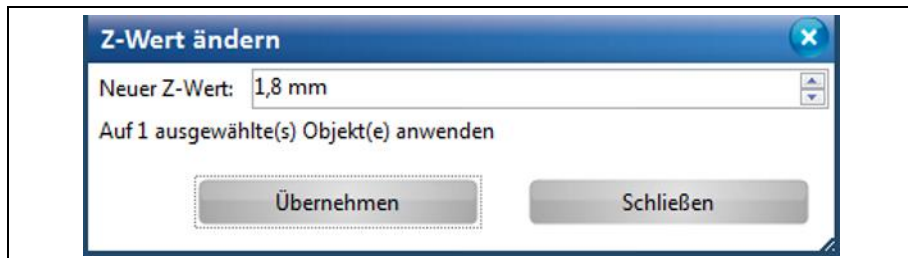 Z-Wert ändern
Neuer Z-Wert: 1,8 mm
Auf 1 ausgewählte(s) Objekt(e) anwenden
Übernehmen Schließen